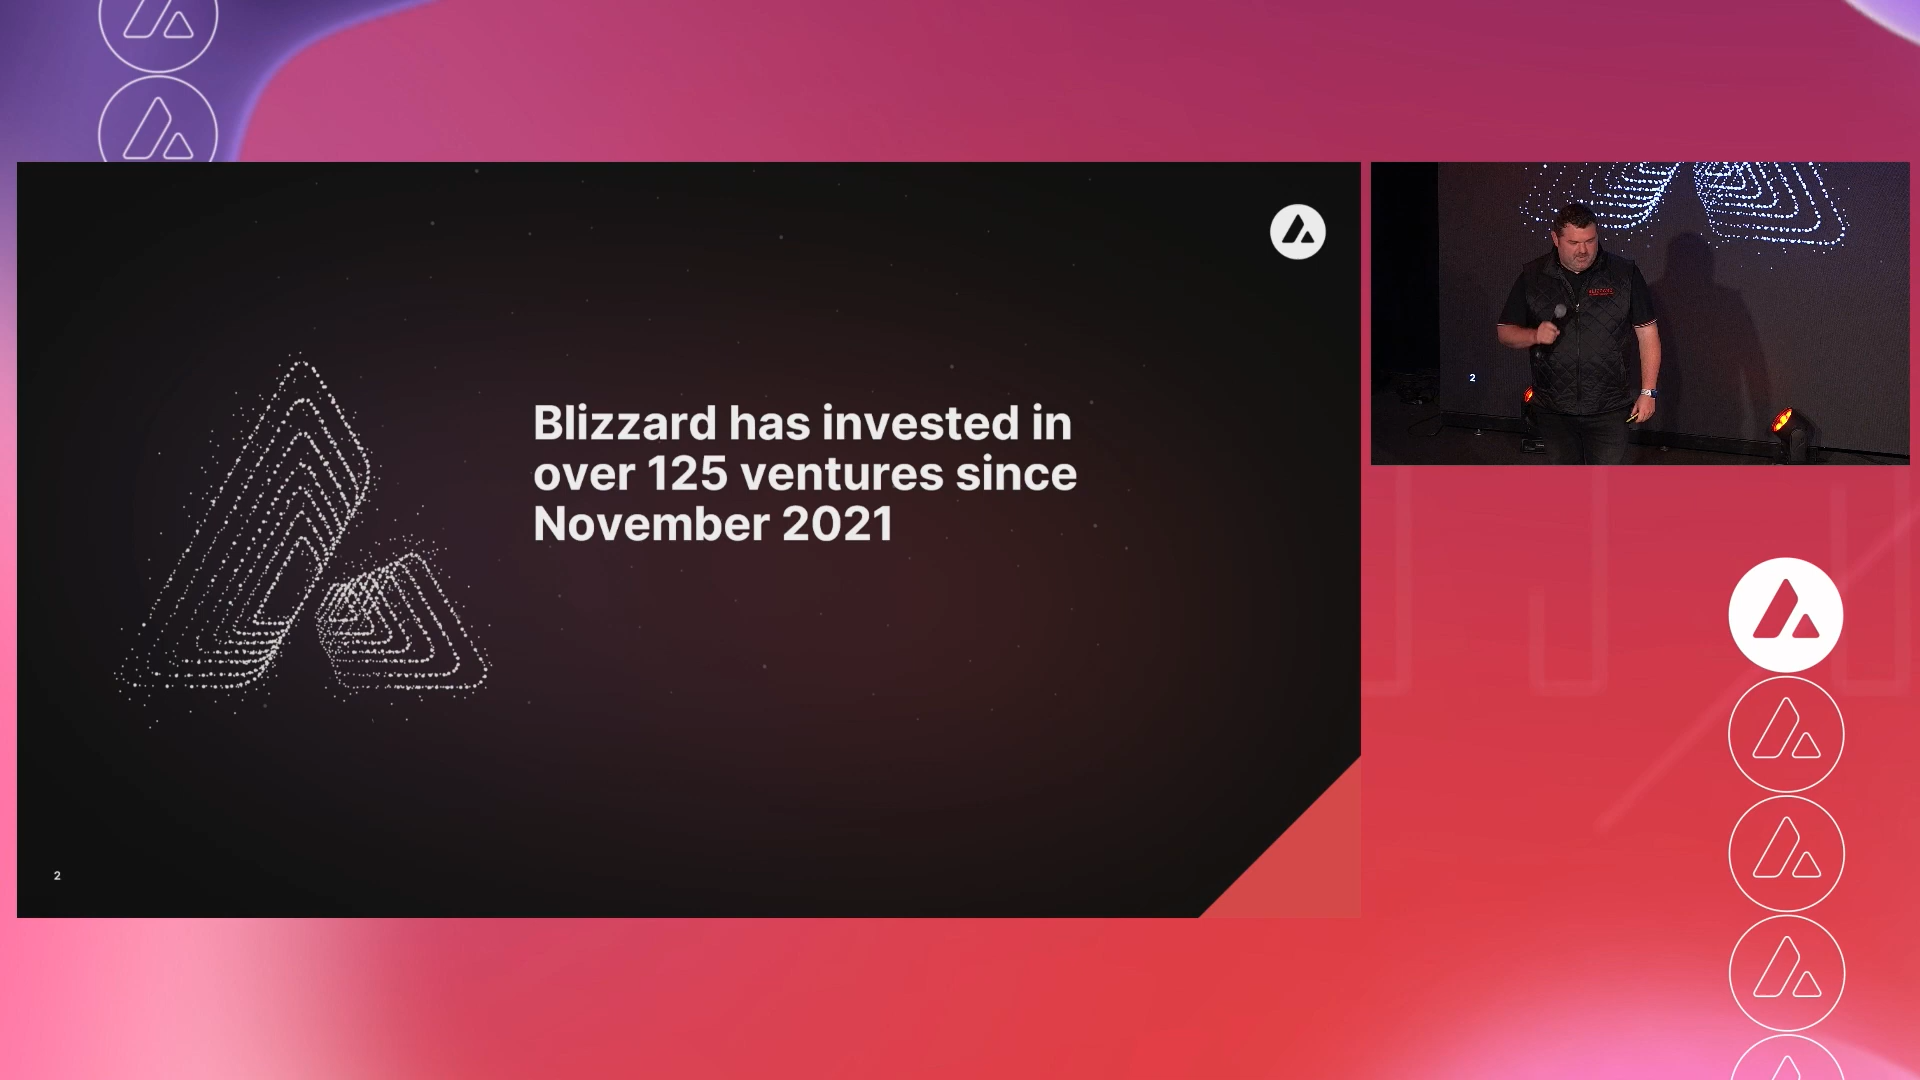 Blizzard has invested in
over 125 ventures since
November 2021
2
2